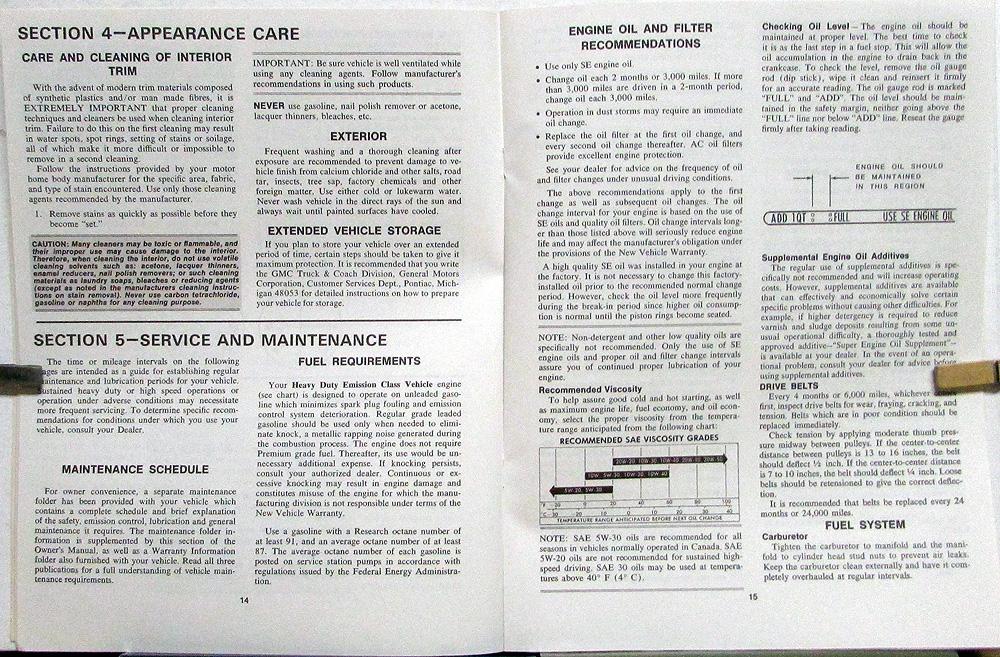 SECTION 4—APPEARANCE CARE
CARE AND CLEANING OF INTERIOR
TRIM
With the advent of modern trim materials composed
of synthetic plastics and/or man made fibres, it is
EXTREMELY IMPORTANT that proper cleaning
techniques and cleaners be used when cleaning interior
trim. Failure to do this on the first cleaning may result
in water spots, spot rings, setting of stains or soilage,
all of which make it more difficult or impossible to
remove in a second cleaning.
Follow the instructions provided by your motor
home body manufacturer for the specific area, fabric,
and type of stain encountered. Use only those cleaning
agents recommended by the manufacturer.
1. Remove stains as quickly as possible before they
become "set."
CAUTION: Many cleaners may be toxic or flammable, and
their improper use may cause damage to the interior.
Therefore, when cleaning the interior, do not use volatile
cleaning solvents such as: acetone, lacquer thinners,
enamel reducers, nail polish removers; or such cleaning
materials as laundry soaps, bleaches or reducing agents
(except as noted in the manufacturers cleaning instruc-
tions on stain removal). Never use carbon tetrachloride,
gasoline or naphtha for any cleaning purpose.
IMPORTANT: Be sure vehicle is well ventilated while
using any cleaning agents. Follow manufacturer's
recommendations in using such products.
NEVER use gasoline, nail polish remover or acetone,
lacquer thinners, bleaches, etc.
EXTERIOR
Frequent washing and a thorough cleaning after
exposure are recommended to prevent damage to ve-
hicle finish from calcium chloride and other salts, road
tar, insects, tree sap, factory chemicals and other
foreign matter. Use either cold or lukewarm water.
Never wash vehicle in the direct rays of the sun and
always wait until painted surfaces have cooled.
EXTENDED VEHICLE STORAGE
If you plan to store your vehicle over an extended
period of time, certain steps should be taken to give it
maximum protection. It is recommended that you write
the GMC Truck & Coach Division, General Motors
Corporation, Customer Services Dept., Pontiac, Mich-
igan 48053 for detailed instructions on how to prepare
your vehicle for storage.
SECTION 5—SERVICE AND MAINTENANCE
The time or mileage intervals on the following
ages are intended as a guide for establishing regular
aintenance and lubrication periods for your vehicle.
ustained heavy duty or high speed operations or
operation under adverse conditions may necessitate
more frequent servicing. To determine specific recom-
mendations for conditions under which you use your
vehicle, consult your Dealer.
MAINTENANCE SCHEDULE
For owner convenience, a separate maintenance
folder has been provided with your vehicle which
contains a complete schedule and brief explanation
of the safety, emission control, lubrication and general
maintenance it requires. The maintenance folder in-
formation is supplemented by this section of the
Owner's Manual, as well as a Warranty Information
folder also furnished with your vehicle. Read all three
publications for a full understanding of vehicle main-
tenance requirements.
FUEL REQUIREMENTS
Your Heavy Duty Emission Class Vehicle engine
(see chart) is designed to operate on unleaded gaso-
line which minimizes spark plug fouling and emission
control system deterioration. Regular grade leaded
gasoline should be used only when needed to elimi-
nate knock, a metallic rapping noise generated during
the combustion process. The engine does not require
Premium grade fuel. Thereafter, its use would be un-
necessary additional expense. If knocking persists,
consult your authorized dealer. Continuous or ex-
cessive knocking may result in engine damage and
constitutes misuse of the engine for which the manu-
facturing division is not responsible under terms of the
New Vehicle Warranty.
Use a gasoline with a Research octane number of
at least 91, and an average octane number of at least
87. The average octane number of each gasoline is
posted on service station pumps in accordance with
regulations issued by the Federal Energy Administra-
tion.
14
ENGINE OIL AND FILTER
RECOMMENDATIONS
• Use only SE engine oil.
• Change oil each 2 months or 3,000 miles. If more
than 3,000 miles are driven in a 2-month period,
change oil each 3,000 miles.
• Operation in dust storms may require an immediate
oil change.
• Replace the oil filter at the first oil change, and
every second oil change thereafter. AC oil filters
provide excellent engine protection.
See your dealer for advice on the frequency of oil
and filter changes under unusual driving conditions.
The above recommendations apply to the first
change as well as subsequent oil changes. The oil
change interval for your engine is based on the use of
SE oils and quality oil filters. Oil change intervals long-
er than those listed above will seriously reduce engine
life and may affect the manufacturer's obligation under
the provisions of the New Vehicle Warranty.
A high quality SE oil was installed in your engine at
the factory. It is not necessary to change this factory-
installed oil prior to the recommended normal change
period. However, check the oil level more frequently
during the break-in period since higher oil consump-
tion is normal until the piston rings become seated.
NOTE: Non-detergent and other low quality oils are
specifically not recommended. Only the use of SE
engine oils and proper oil and filter change intervals
assure you of continued proper lubrication of your
engine.
Recommended Viscosity
To help assure good cold and hot starting, as well
as maximum engine life, fuel economy, and oil econ-
omy, select the proper viscosity from the tempera-
ture range anticipated from the following chart:
RECOMMENDED SAE VISCOSITY GRADES
20W-20, 10W-30, 10W-40, 20W-40, 20W-50
10W, 5W-30, 10W-30, 10W-40
5W-20, 5W-30
°F -20 0 20 40 60 80 100
°C -30 -20 -10 0 10 20 30 40
TEMPERATURE RANGE ANTICIPATED BEFORE NEXT OIL CHANGE
NOTE: SAE 5W-30 oils are recommended for all
seasons in vehicles normally operated in Canada. SAE
5W-20 oils are not recommended for sustained high-
speed driving. SAE 30 oils may be used at tempera-
tures above 40° F (4° C).
Checking Oil Level—The engine oil should be
maintained at proper level. The best time to check
it is as the last step in a fuel stop. This will allow the
oil accumulation in the engine to drain back in the
crankcase. To check the level, remove the oil gauge
rod (dip stick), wipe it clean and reinsert it firmly
for an accurate reading. The oil gauge rod is marked
"FULL" and "ADD". The oil level should be main-
tained in the safety margin, neither going above the
"FULL" line nor below "ADD" line. Reseat the gauge
firmly after taking reading.
ENGINE OIL SHOULD
BE MAINTAINED
IN THIS REGION
ADD 1QT FULL USE SE ENGINE OIL
Supplemental Engine Oil Additives
The regular use of supplemental additives is spe-
cifically not recommended and will increase operating
costs. However, supplemental additives are available
that can effectively and economically solve certain
specific problems without causing other difficulties. For
example, if higher detergency is required to reduce
varnish and sludge deposits resulting from some un-
usual operational difficulty, a thoroughly tested and
approved additive—"Super Engine Oil Supplement"—
is available at your dealer. In the event of an opera-
tional problem, consult your dealer for advice before
using supplemental additives.
DRIVE BELTS
Every 4 months or 6,000 miles, whichever
first, inspect drive belts for wear, fraying, cracking, and
tension. Belts which are in poor condition should be
replaced immediately.
Check tension by applying moderate thumb pres-
sure midway between pulleys. If the center-to-center
distance between pulleys is 13 to 16 inches, the belt
should deflect ½ inch. If the center-to-center distance
is 7 to 10 inches, the belt should deflect ¼ inch. Loose
belts should be retensioned to give the correct deflec-
tion.
It is recommended that belts be replaced every 24
months or 24,000 miles.
FUEL SYSTEM
Carburetor
Tighten the carburetor to manifold and the mani-
fold to cylinder head stud nuts to prevent air leaks.
Keep the carburetor clean externally and have it com-
pletely overhauled at regular intervals.
15